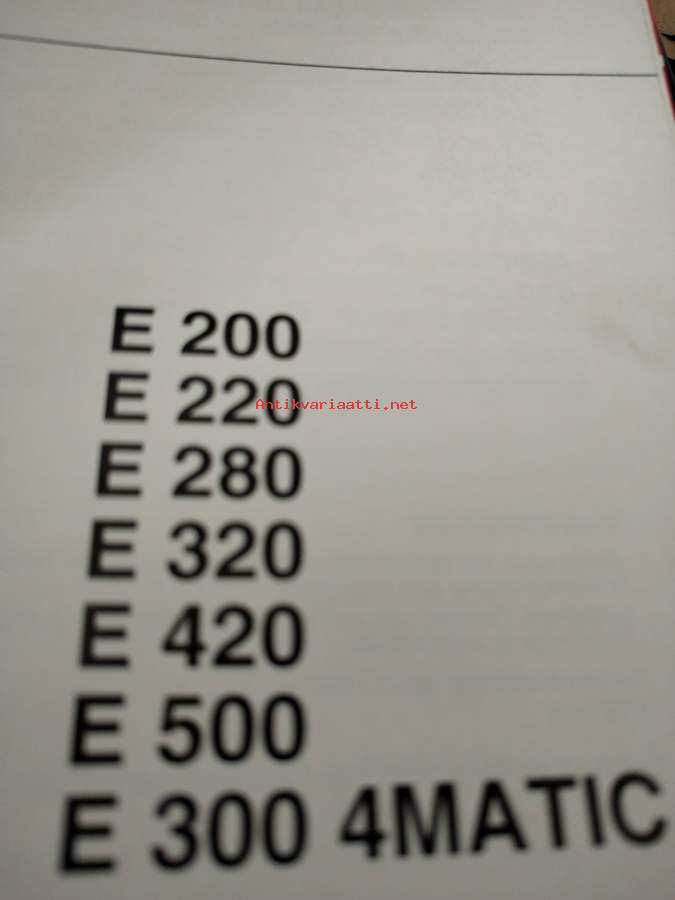 E 200
E 220
Antikvariaatti.net
E 280
E 320
E 420
E 500
E 300 4MATIC